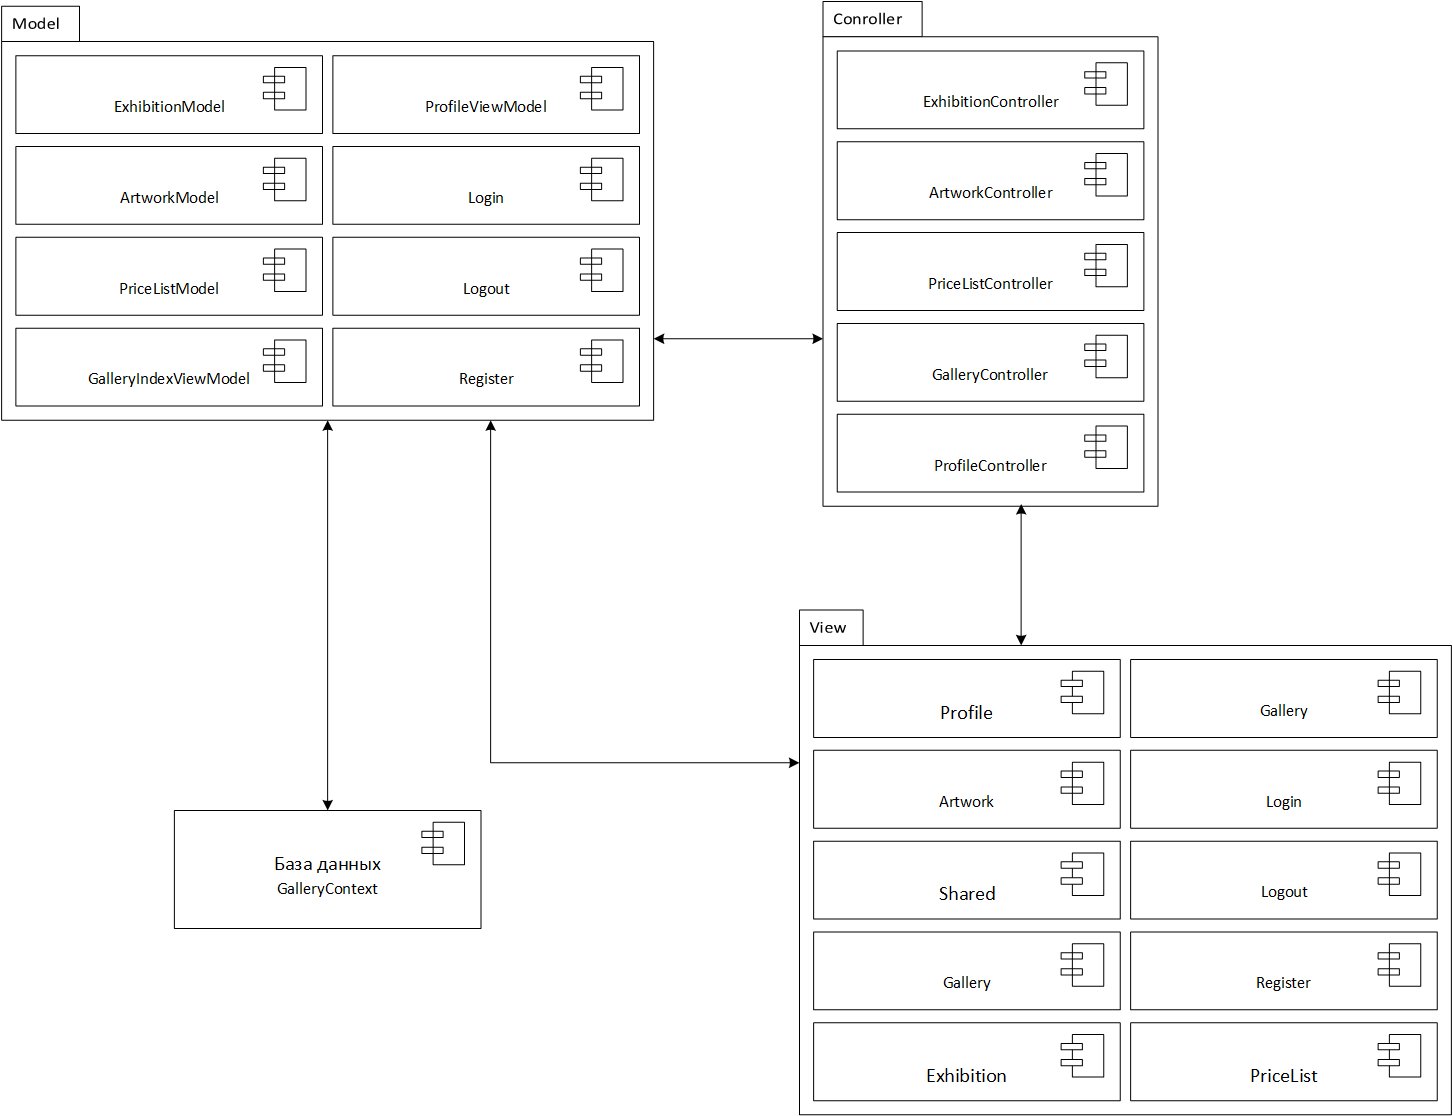 Model
ExhibitionModel
ProfileViewModel
ArtworkModel
Login
PriceListModel
Logout
GalleryIndexViewModel
Register
Conroller
ExhibitionController
ArtworkController
PriceListController
GalleryController
ProfileController
View
Profile
Gallery
Artwork
Login
Shared
Logout
Gallery
Register
Exhibition
PriceList
База данных
GalleryContext